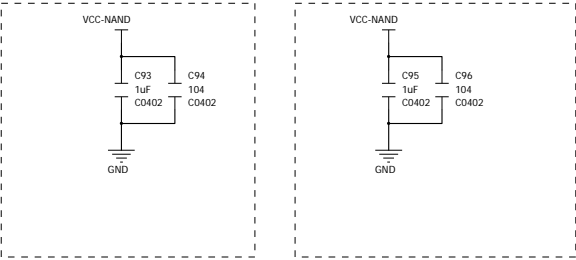 VCC-NAND
C93
1uF
C0402
C94
104
C0402
GND
VCC-NAND
C95
1uF
C0402
C96
104
C0402
GND